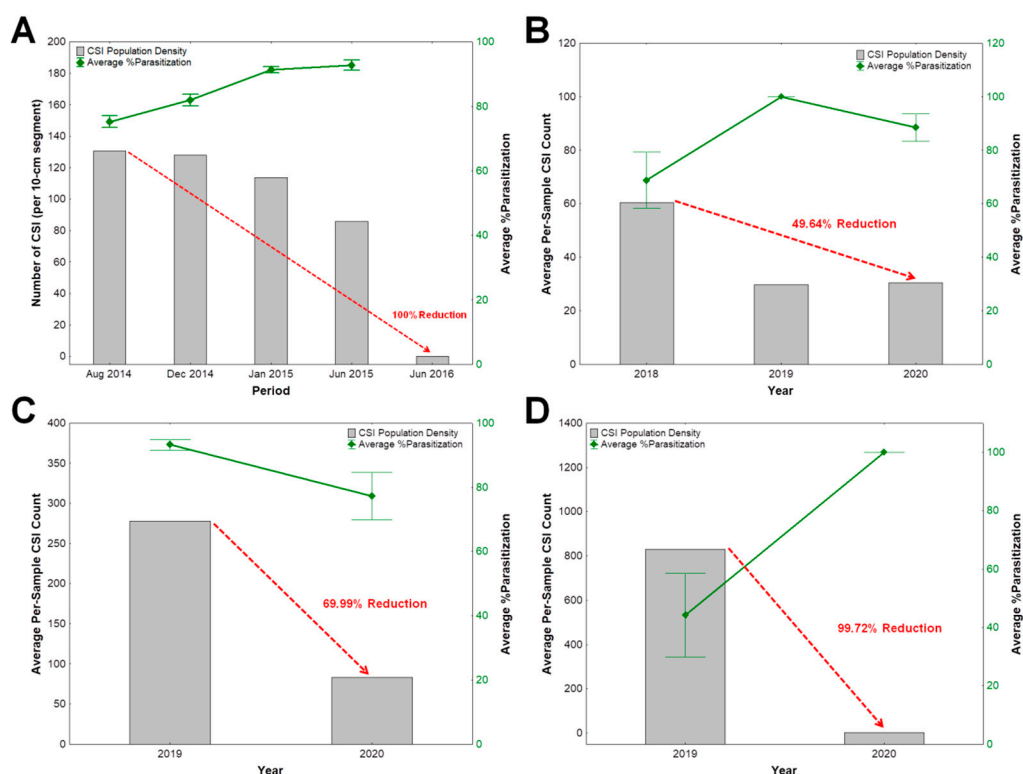 A
CSI Population Density
Average %Parasitization
Number of CSI (per 10-cm segment)
200
180
160
140
120
100
80
60
40
20
0
100
80
60
40
20
0
Average %Parasitization
100% Reduction
Aug 2014 Dec 2014 Jan 2015 Jun 2015 Jun 2016
Period
B
CSI Population Density
Average %Parasitization
Average Per-Sample CSI Count
120
100
80
60
40
20
0
120
100
80
60
40
20
0
Average %Parasitization
49.64% Reduction
2018 2019 2020
Year
C
CSI Population Density
Average %Parasitization
Average Per-Sample CSI Count
400
350
300
250
200
150
100
50
0
100
80
60
40
20
0
Average %Parasitization
69.99% Reduction
2019 2020
Year
D
CSI Population Density
Average %Parasitization
Average Per-Sample CSI Count
1400
1200
1000
800
600
400
200
0
100
80
60
40
20
0
Average %Parasitization
99.72% Reduction
2019 2020
Year